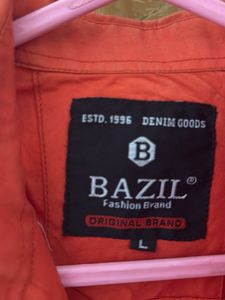 ESTD. 1996 DENIM GOODS
B
BAZIL®
Fashion Brand
ORIGINAL BRAND
L